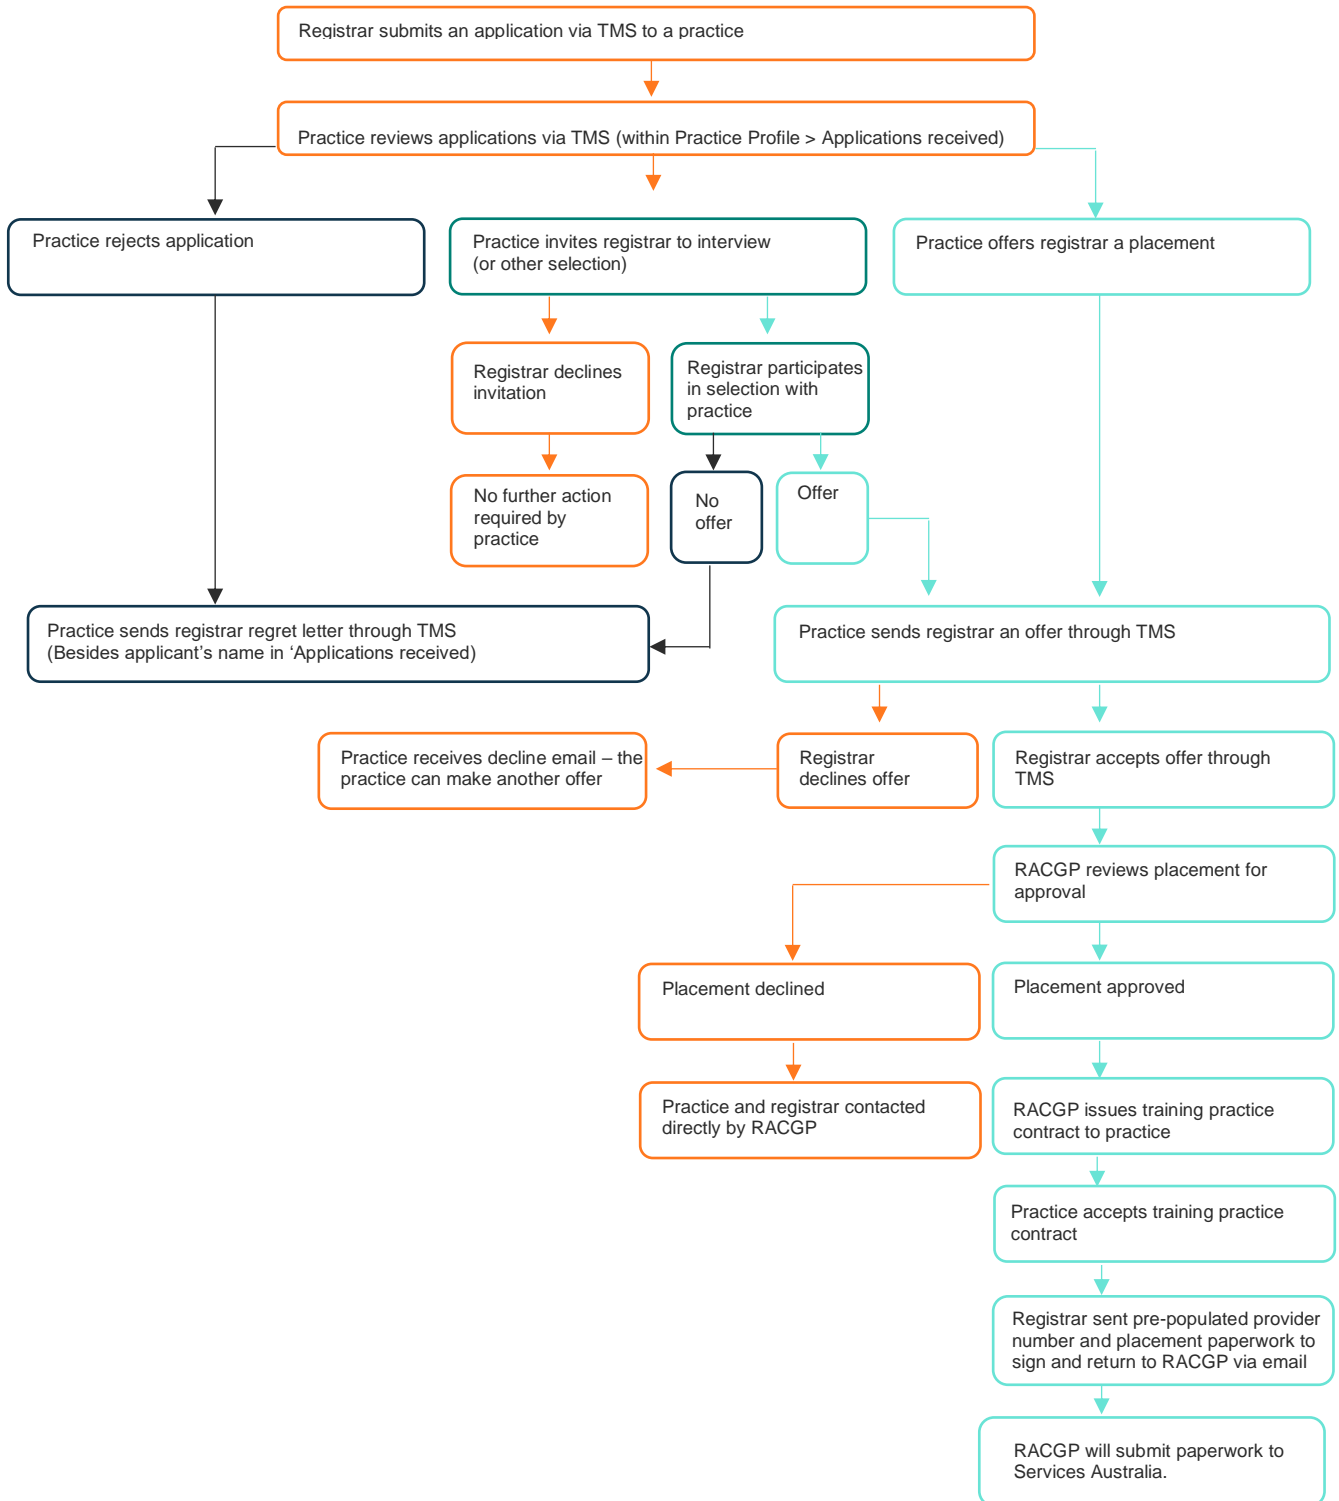 Registrar submits an application via TMS to a practice
Practice reviews applications via TMS (within Practice Profile > Applications received)
Practice rejects application
Practice invites registrar to interview
(or other selection)
Practice offers registrar a placement
Registrar declines
invitation
Registrar participates
in selection with
practice
No further action
required by
practice
No
offer
Offer
Practice sends registrar regret letter through TMS
(Besides applicant’s name in ‘Applications received)
Practice sends registrar an offer through TMS
Practice receives decline email – the
practice can make another offer
Registrar
declines offer
Registrar accepts offer through
TMS
RACGP reviews placement for
approval
Placement declined
Placement approved
Practice and registrar contacted
directly by RACGP
RACGP issues training practice
contract to practice
Practice accepts training practice
contract
Registrar sent pre-populated provider
number and placement paperwork to
sign and return to RACGP via email
RACGP will submit paperwork to
Services Australia.